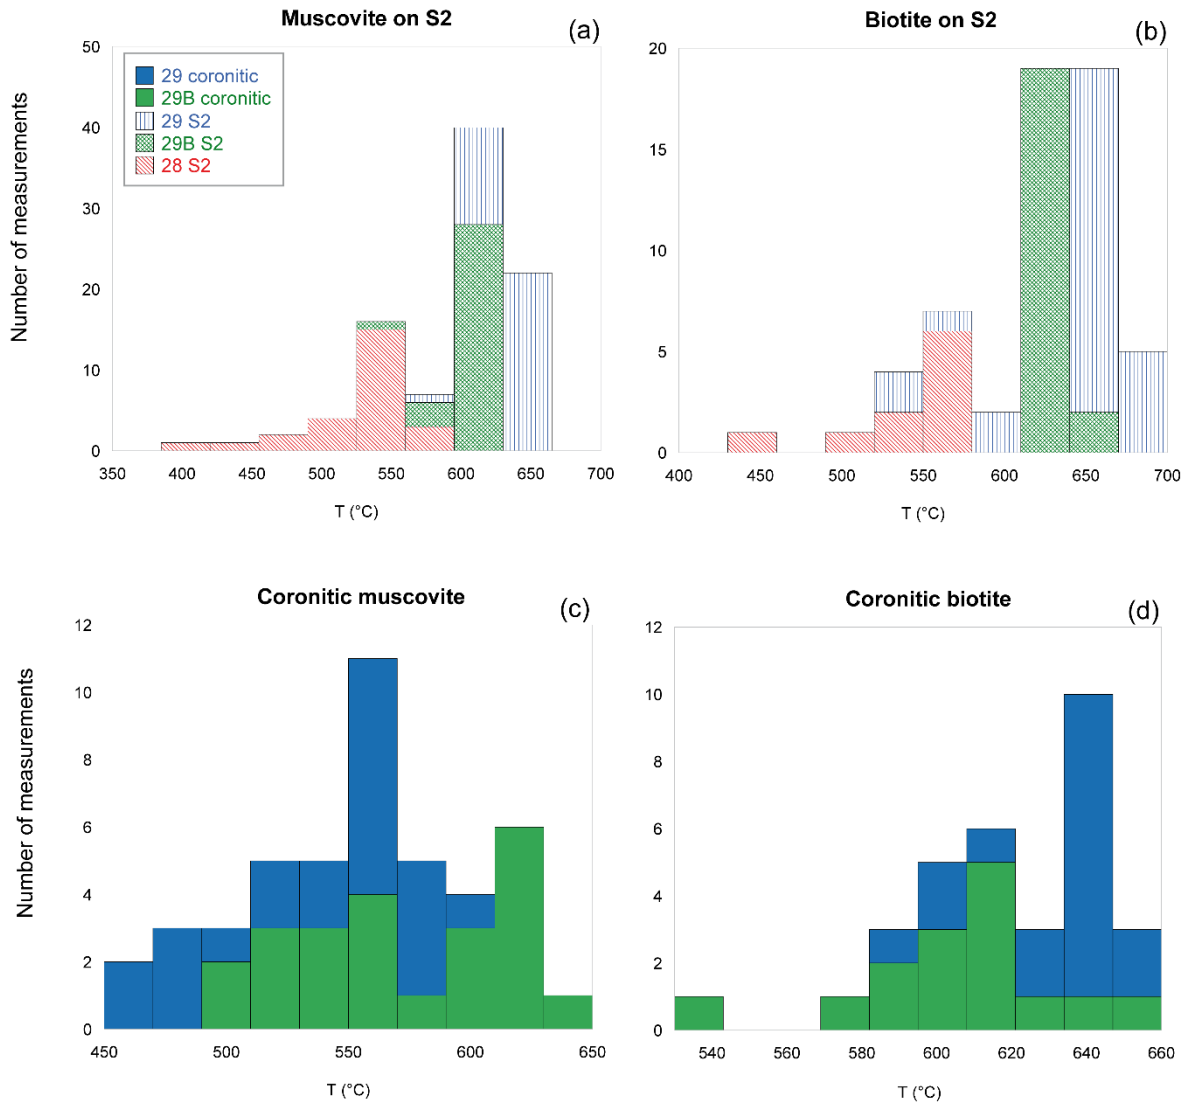 Muscovite on S2
(a)
Number of measurements
50
40
30
20
10
0
29 coronitic
29B coronitic
29 S2
29B S2
28 S2
350 400 450 500 550 600 650 700
T (°C)
Biotite on S2
(b)
20
15
10
5
0
400 450 500 550 600 650 700
T (°C)
Coronitic muscovite
(c)
Number of measurements
12
10
8
6
4
2
0
450 500 550 600 650
T (°C)
Coronitic biotite
(d)
12
10
8
6
4
2
0
540 560 580 600 620 640 660
T (°C)